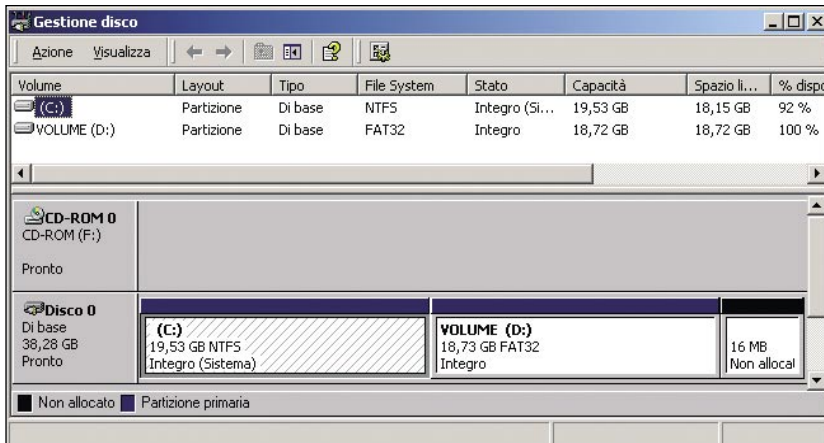 Gestione disco
Azione Visualizza
Volume Layout Tipo File System Stato Capacità Spazio li... % dispo
(C:) Partizione Di base NTFS Integro (Si... 19,53 GB 18,15 GB 92 %
VOLUME (D:) Partizione Di base FAT32 Integro 18,72 GB 18,72 GB 100 %
CD-ROM 0
CD-ROM (F:)
Pronto
Disco 0
Di base
38,28 GB
Pronto
(C:)
19,53 GB NTFS
Integro (Sistema)
VOLUME (D:)
18,73 GB FAT32
Integro
16 MB
Non allocat
Non allocato Partizione primaria